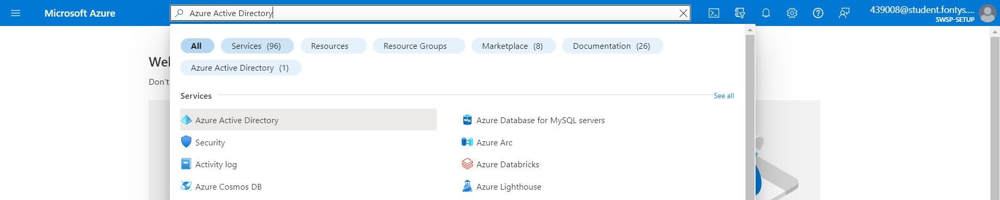 Microsoft Azure
Azure Active Directory
439008@student.fontys....
SWSP-SETUP
All
Services (96)
Resources
Resource Groups
Marketplace (8)
Documentation (26)
Azure Active Directory (1)
Wel
Don't
Services
See all
Azure Active Directory
Azure Database for MySQL servers
Security
Azure Arc
Activity log
Azure Databricks
Azure Cosmos DB
Azure Lighthouse